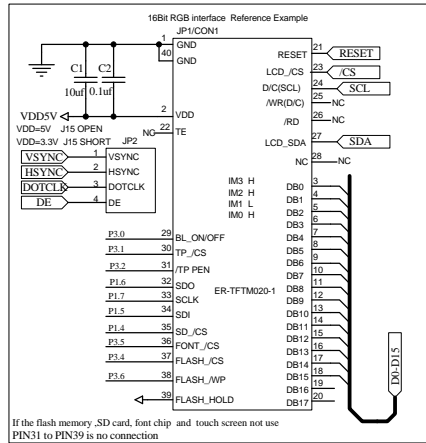 16Bit RGB interface Reference Example
JP1/CON1
1 GND
40 GND
C1 C2
10uf 0.1uf
VDD5V 2 VDD
VDD=5V J15 OPEN
VDD=3.3V J15 SHORT
NC 22 TE
JP2
VSYNC 1 VSYNC
HSYNC 2 HSYNC
DOTCLK 3 DOTCLK
DE 4 DE
P3.0 29 BL_ON/OFF
P3.1 30 TP_/CS
P3.2 31 /TP PEN
P1.6 32 SDO
P1.7 33 SCLK
P1.5 34 SDI
P1.4 35 SD_/CS
P3.5 36 FONT_/CS
P3.4 37 FLASH_/CS
P3.6 38 FLASH_/WP
39 FLASH_HOLD
RESET 21 RESET
LCD_/CS 23 /CS
D/C(SCL) 24 SCL
/WR(D/C) 25 NC
/RD 26 NC
LCD_SDA 27 SDA
NC 28 NC
IM3 H
IM2 H
IM1 L
IM0 H
ER-TFTM020-1
DB0 3
DB1 4
DB2 5
DB3 6
DB4 7
DB5 8
DB6 9
DB7 10
DB8 11
DB9 12
DB10 13
DB11 14
DB12 15
DB13 16
DB14 17
DB15 18
DB16 19
DB17 20
D0-D15
If the flash memory ,SD card, font chip and touch screen not use
PIN31 to PIN39 is no connection